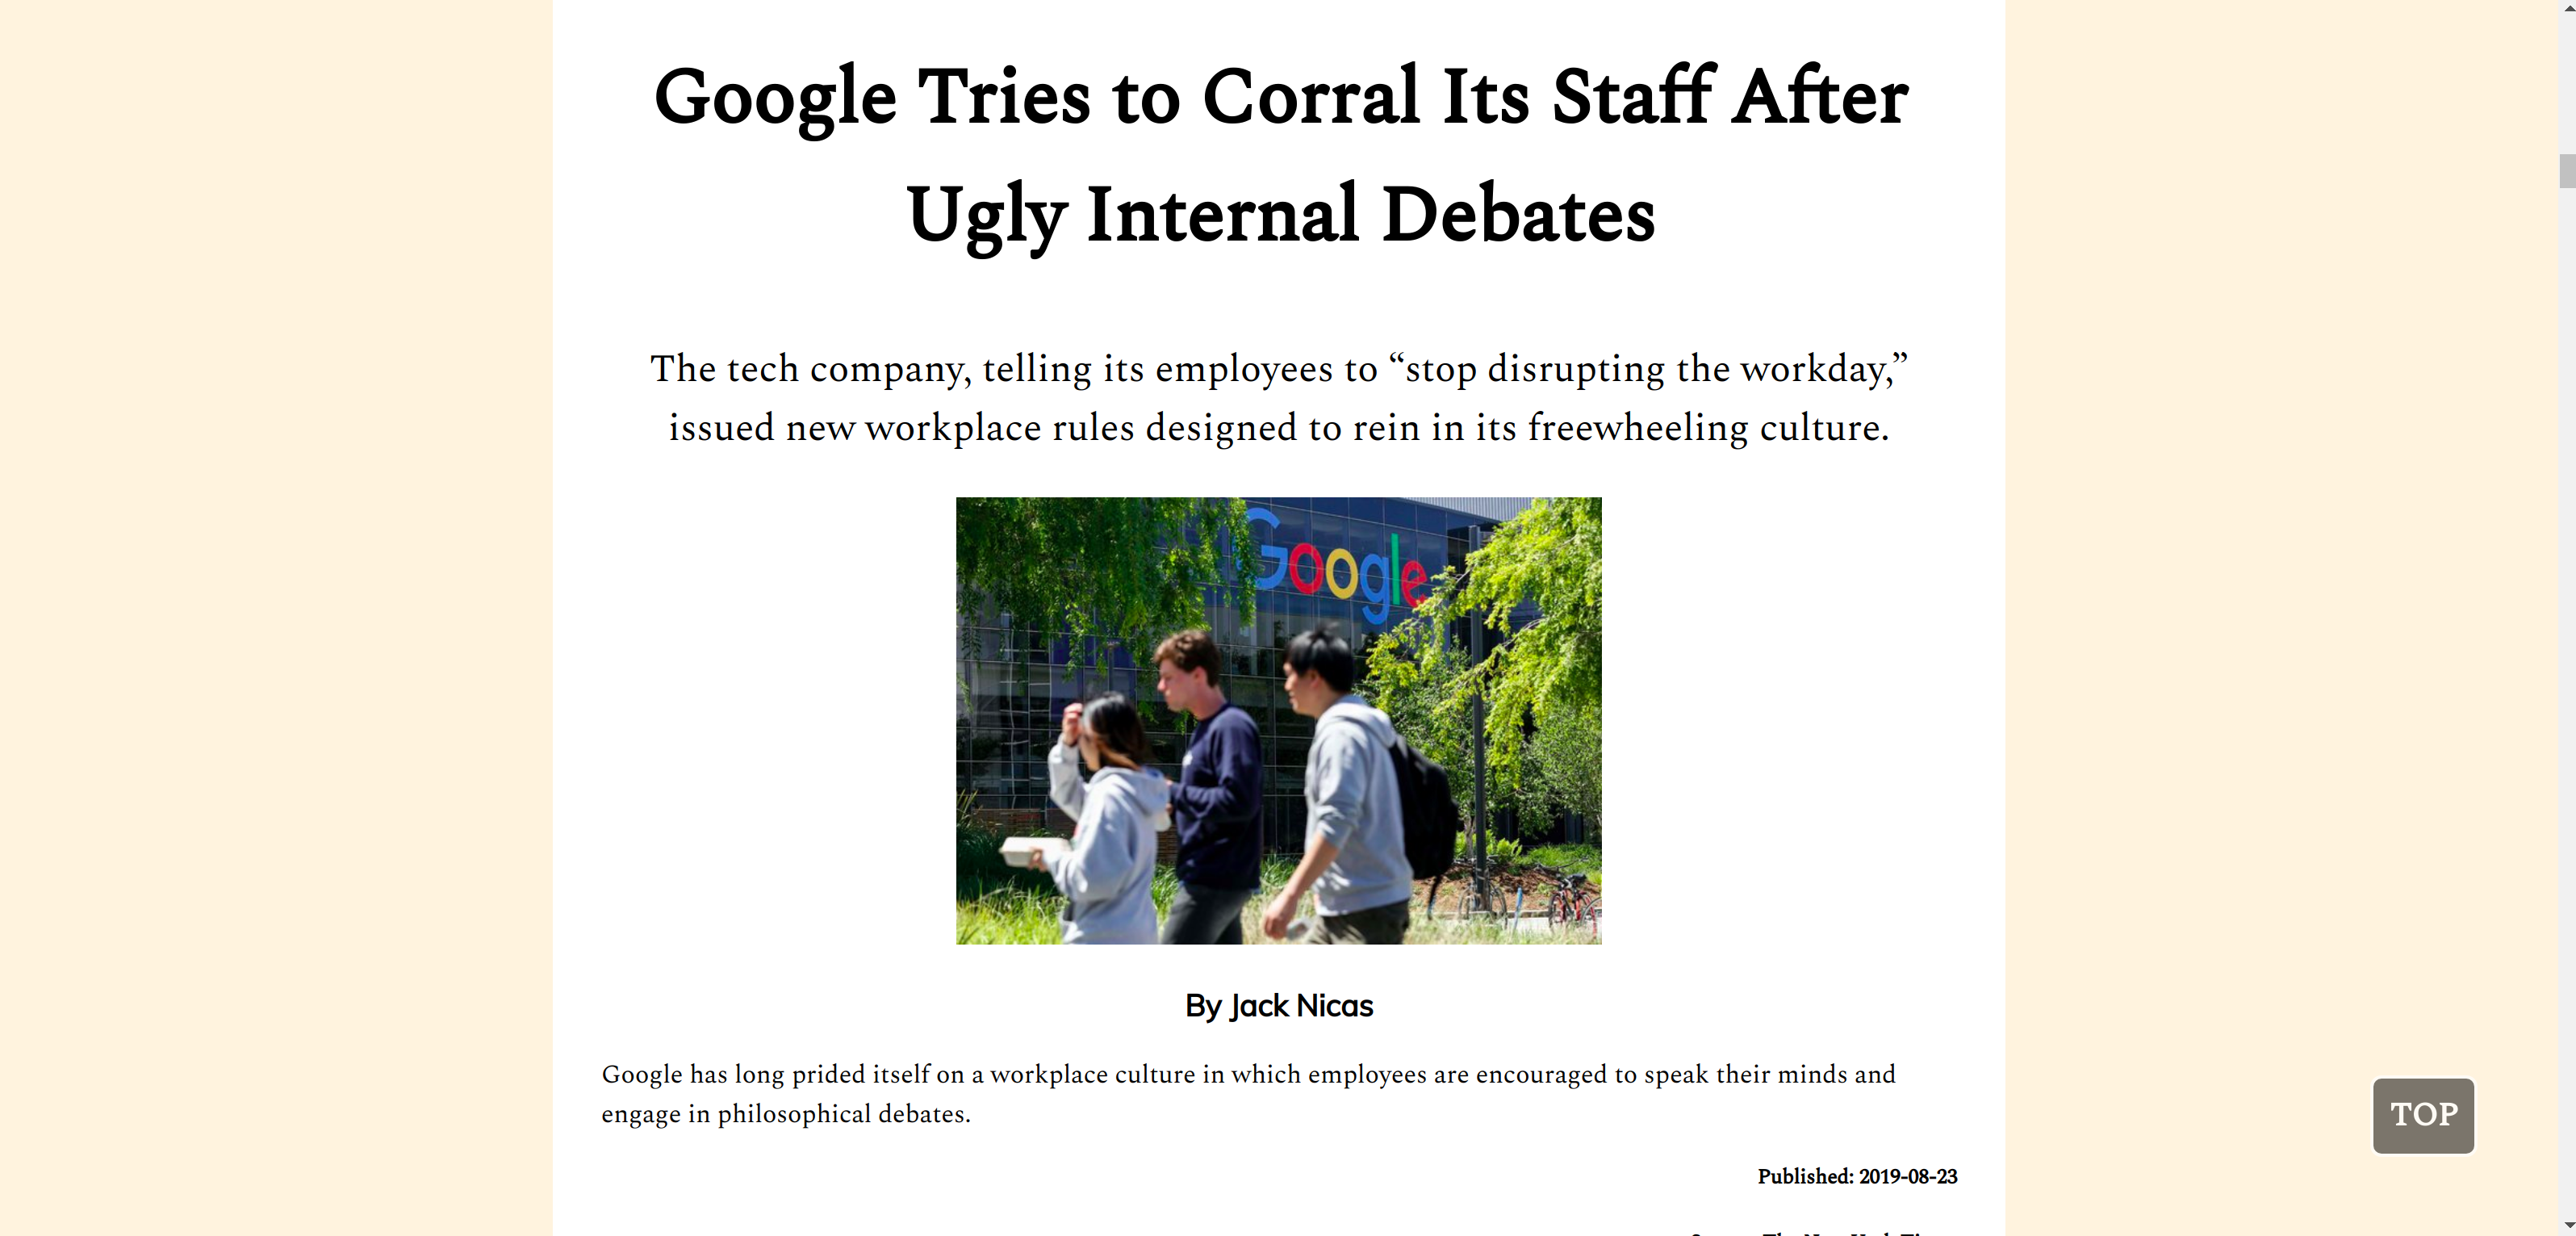 Google Tries to Corral Its Staff After
Ugly Internal Debates
The tech company, telling its employees to “stop disrupting the workday,”
issued new workplace rules designed to rein in its freewheeling culture.
Google
By Jack Nicas
Google has long prided itself on a workplace culture in which employees are encouraged to speak their minds and
engage in philosophical debates.
TOP
Published: 2019-08-23